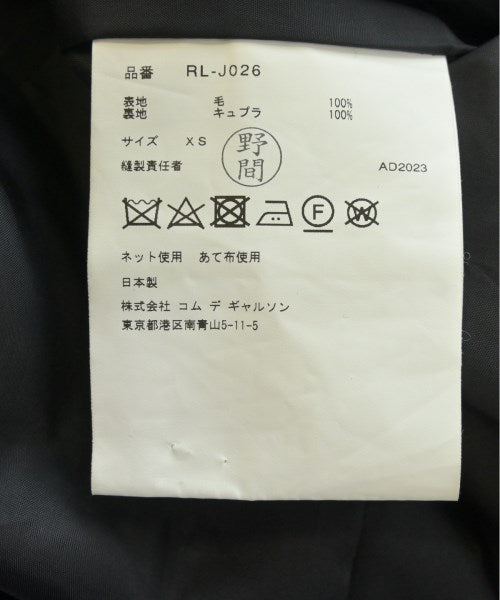 品番 RL-J026
表地 毛 100%
裏地 キュプラ 100%
サイズ XS
野間
縫製責任者 AD2023
F W
ネット使用 あて布使用
日本製
株式会社 コム デ ギャルソン
東京都港区南青山5-11-5